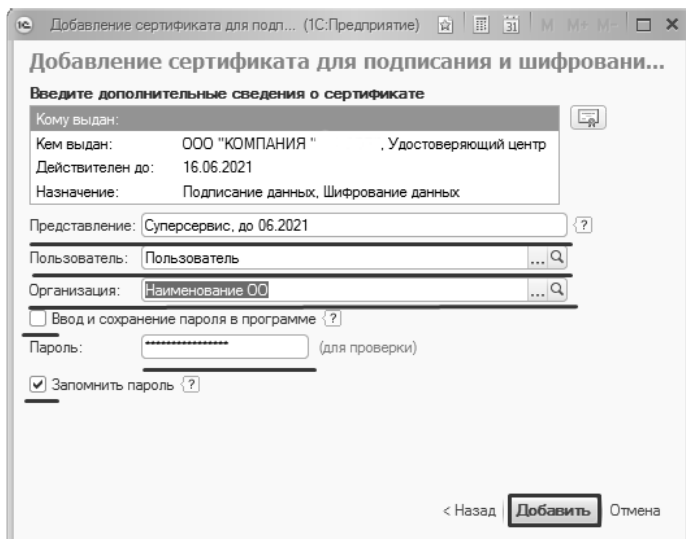 1С Добавление сертификата для подп... (1С:Предприятие) 31 M M+ M-
Добавление сертификата для подписания и шифровани...
Введите дополнительные сведения о сертификате
Кому выдан:
Кем выдан: ООО "КОМПАНИЯ " , Удостоверяющий центр
Действителен до: 16.06.2021
Назначение: Подписание данных, Шифрование данных
Представление: Суперсервис, до 06.2021 ?
Пользователь: Пользователь ...
Организация: Наименование ОО ...
Ввод и сохранение пароля в программе ?
Пароль: **************** (для проверки)
Запомнить пароль ?
< Назад Добавить Отмена